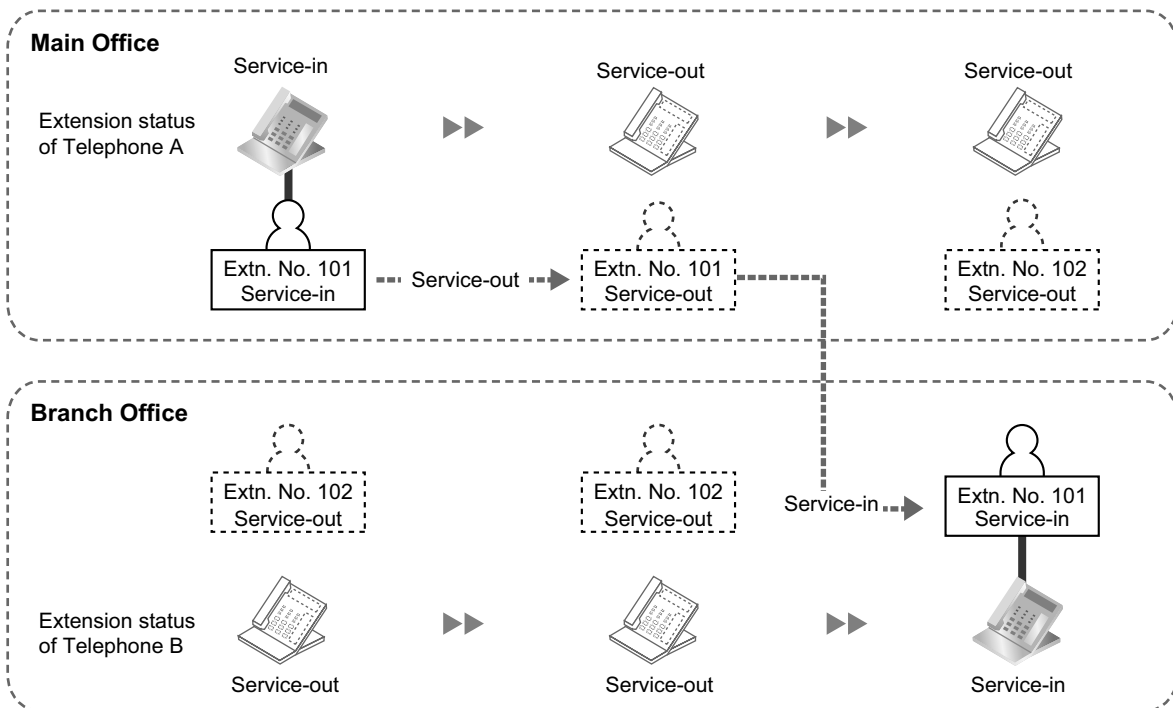 Main Office
Service-in
Service-out
Service-out
Extension status
of Telephone A
Extn. No. 101
Service-in
Service-out
Extn. No. 101
Service-out
Extn. No. 102
Service-out
Branch Office
Extn. No. 102
Service-out
Extn. No. 102
Service-out
Service-in
Extn. No. 101
Service-in
Extension status
of Telephone B
Service-out
Service-out
Service-in